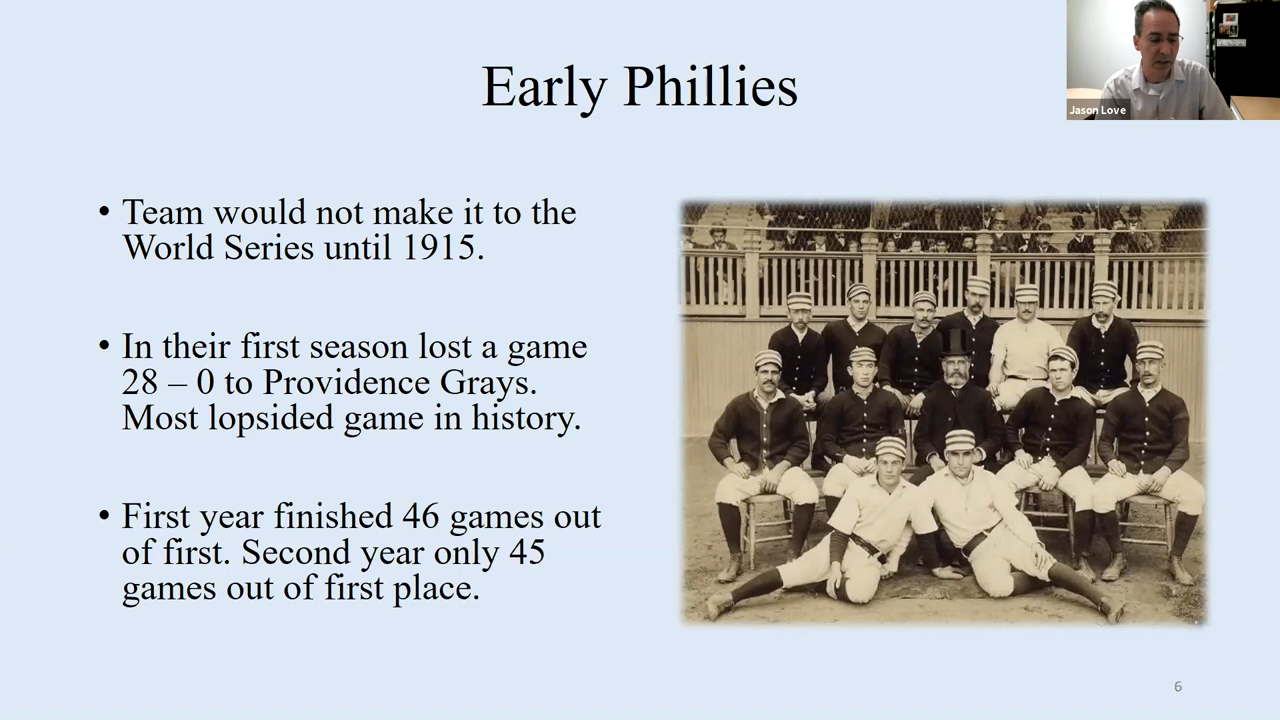 Early Phillies
Jason Love
• Team would not make it to the
World Series until 1915.
• In their first season lost a game
28 – 0 to Providence Grays.
Most lopsided game in history.
• First year finished 46 games out
of first. Second year only 45
games out of first place.
6